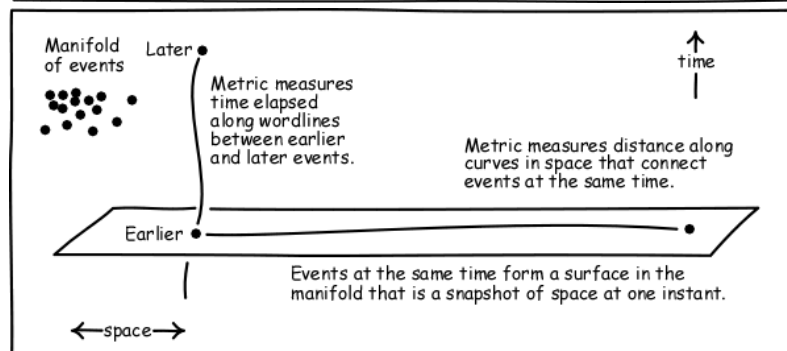 Manifold
of events
Later
Metric measures
time elapsed
along wordlines
between earlier
and later events.
time
Metric measures distance along
curves in space that connect
events at the same time.
Earlier
Events at the same time form a surface in the
manifold that is a snapshot of space at one instant.
space